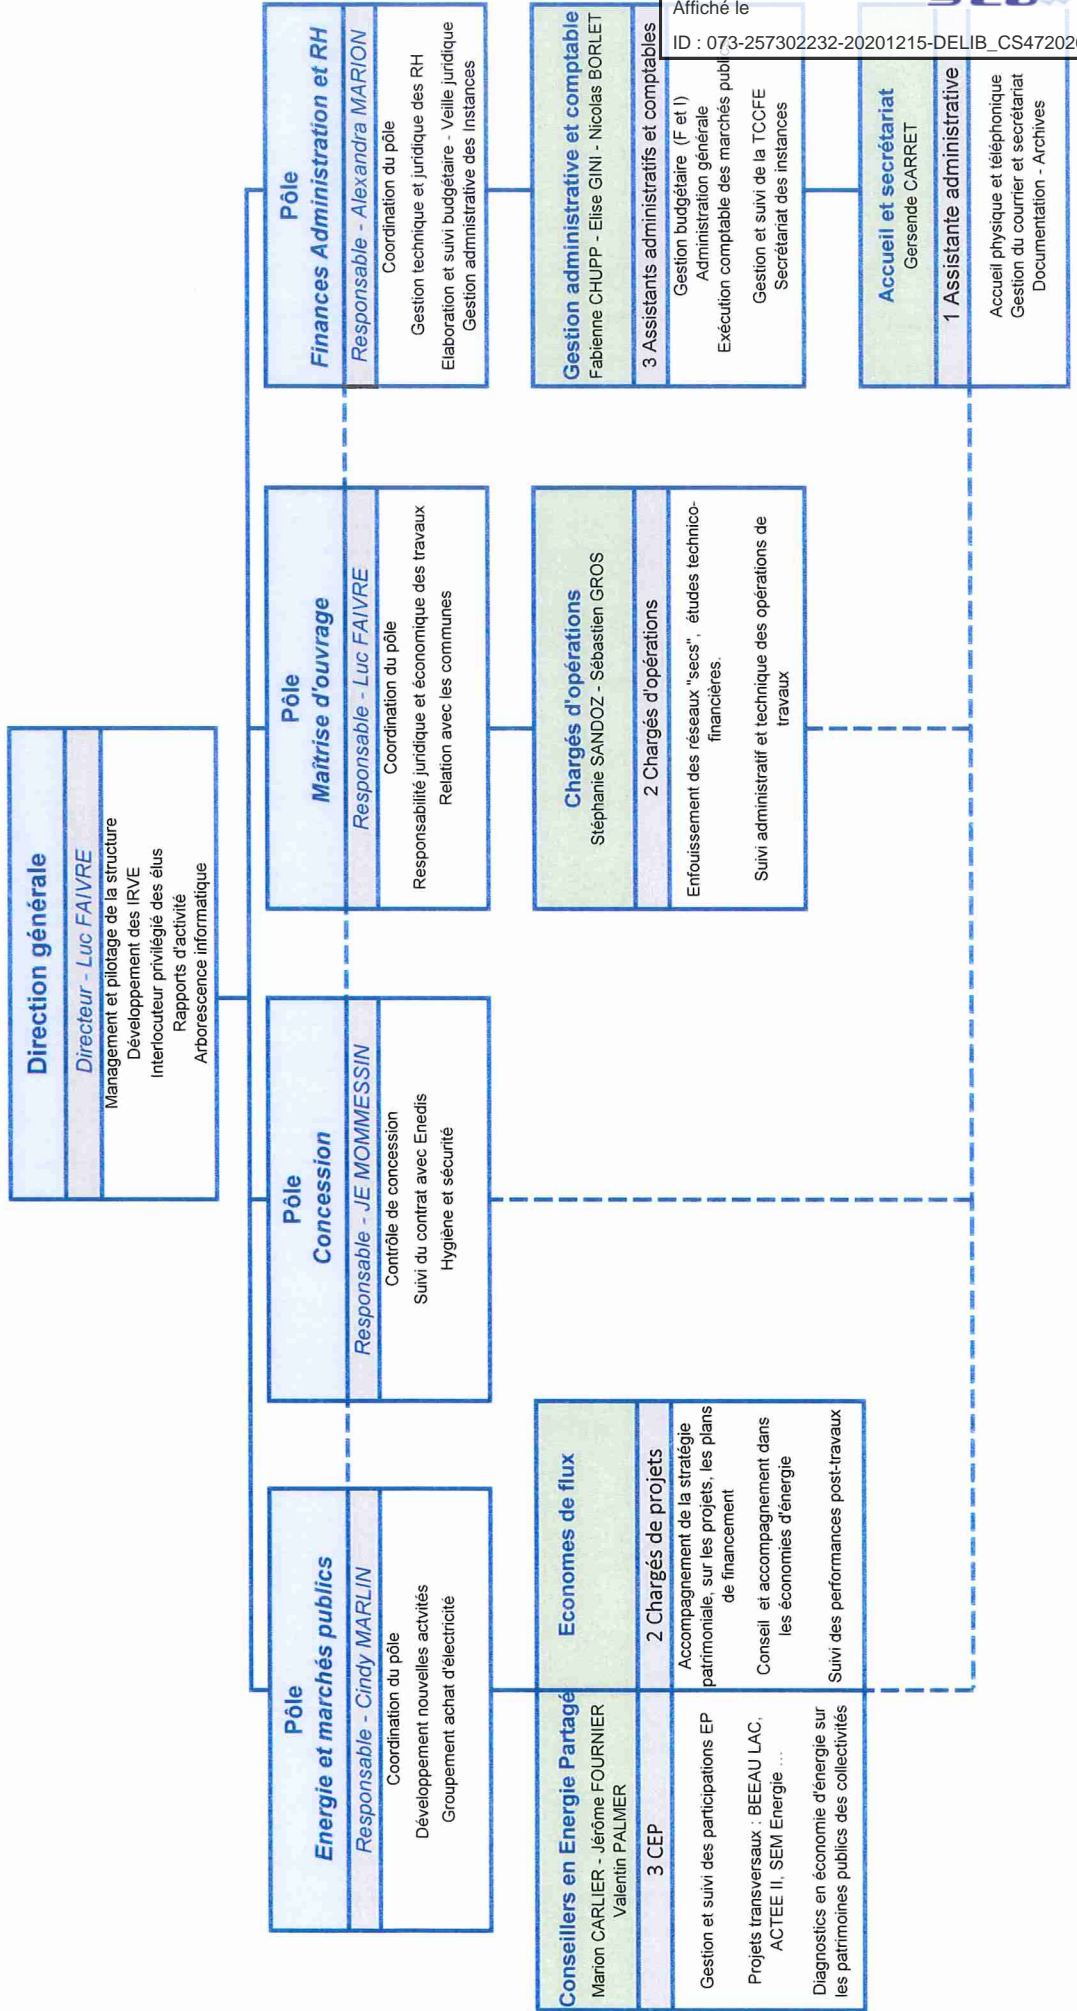 Affiché le
ID : 073-257302232-20201215-DELIB_CS472020
Direction générale
Directeur - Luc FAIVRE
Management et pilotage de la structure
Développement des IRVE
Interlocuteur privilégié des élus
Rapports d'activité
Arborescence informatique
Pôle
Energie et marchés publics
Responsable - Cindy MARLIN
Coordination du pôle
Développement nouvelles actvités
Groupement achat d'électricité
Pôle
Concession
Responsable - JE MOMMESSIN
Contrôle de concession
Suivi du contrat avec Enedis
Hygiène et sécurité
Pôle
Maîtrise d'ouvrage
Responsable - Luc FAIVRE
Coordination du pôle
Responsabilité juridique et économique des travaux
Relation avec les communes
Pôle
Finances Administration et RH
Responsable - Alexandra MARION
Coordination du pôle
Gestion technique et juridique des RH
Elaboration et suivi budgétaire - Veille juridique
Gestion admnistrative des Instances
Conseillers en Energie Partagé
Marion CARLIER - Jérôme FOURNIER
Valentin PALMER
3 CEP
Gestion et suivi des participations EP
Projets transversaux : BEEAU LAC,
ACTEE II, SEM Energie ...
Diagnostics en économie d'énergie sur
les patrimoines publics des collectivités
Economes de flux
2 Chargés de projets
Accompagnement de la stratégie
patrimoniale, sur les projets, les plans
de financement
Conseil et accompagnement dans
les économies d'énergie
Suivi des performances post-travaux
Chargés d'opérations
Stéphanie SANDOZ - Sébastien GROS
2 Chargés d'opérations
Enfouissement des réseaux "secs", études technico-
financières.
Suivi administratif et technique des opérations de
travaux
Gestion administrative et comptable
Fabienne CHUPP - Elise GINI - Nicolas BORLET
3 Assistants administratifs et comptables
Gestion budgétaire (F et I)
Administration générale
Exécution comptable des marchés publics
Gestion et suivi de la TCCFE
Secrétariat des instances
Accueil et secrétariat
Gersende CARRET
1 Assistante administrative
Accueil physique et téléphonique
Gestion du courrier et secrétariat
Documentation - Archives